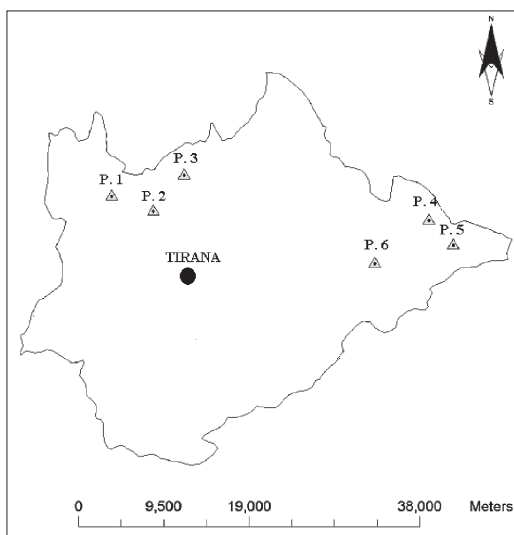 N
S
P. 3
P. 1
P. 2
P. 4
P. 5
P. 6
TIRANA
0 9,500 19,000 38,000 Meters